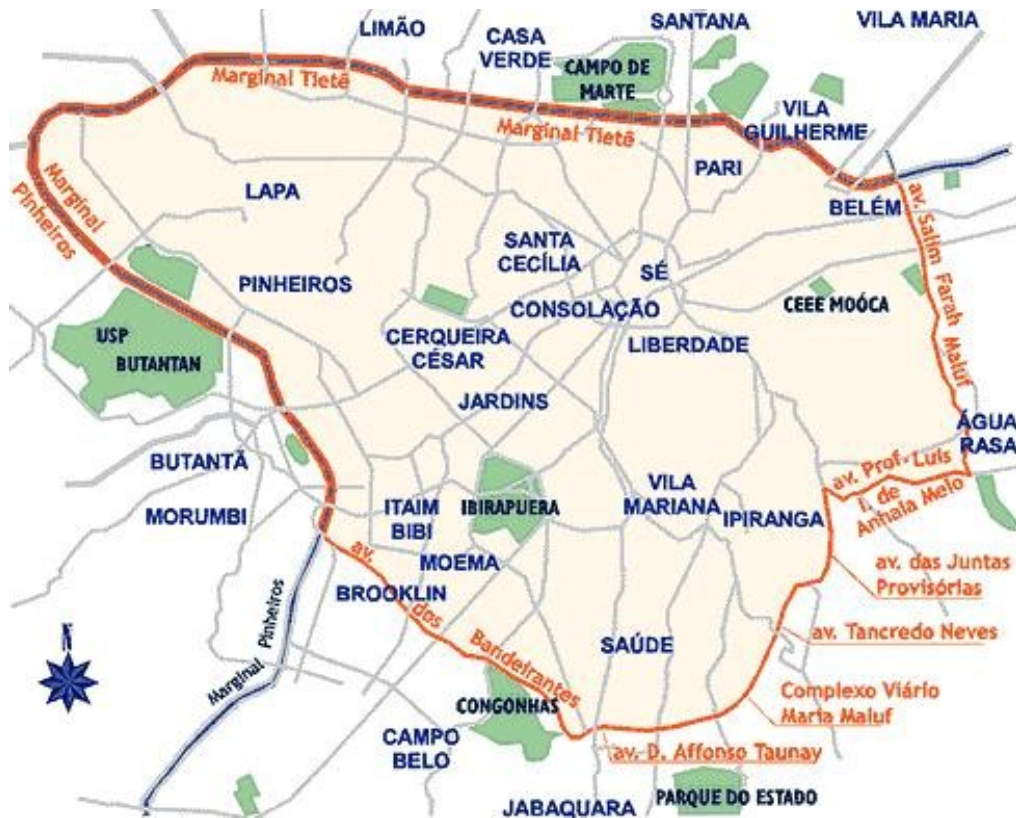 LIMÃO
CASA
VERDE
SANTANA
VILA MARIA
CAMPO DE
MARTE
Marginal Tietê
Marginal Tietê
VILA
GUILHERME
PARI
BELÉM
Marginal
Pinheiros
LAPA
SANTA
CECÍLIA
SÉ
av. Salim Farah Maluf
PINHEIROS
CONSOLAÇÃO
CEEE MOÓCA
USP
BUTANTAN
CERQUEIRA
CÉSAR
LIBERDADE
JARDINS
ÁGUA
RASA
BUTANTÃ
MORUMBI
ITAIM
BIBI
IBIRAPUERA
VILA
MARIANA
IPIRANGA
av. Prof. Luis
I. de
Anhaia Melo
MOEMA
BROOKLIN
av. dos Bandeirantes
av. das Juntas
Provisórias
av. Tancredo Neves
SAÚDE
N
Marginal Pinheiros
CONGONHAS
Complexo Viário
Maria Maluf
CAMPO
BELO
av. D. Affonso Taunay
JABAQUARA
PARQUE DO ESTADO